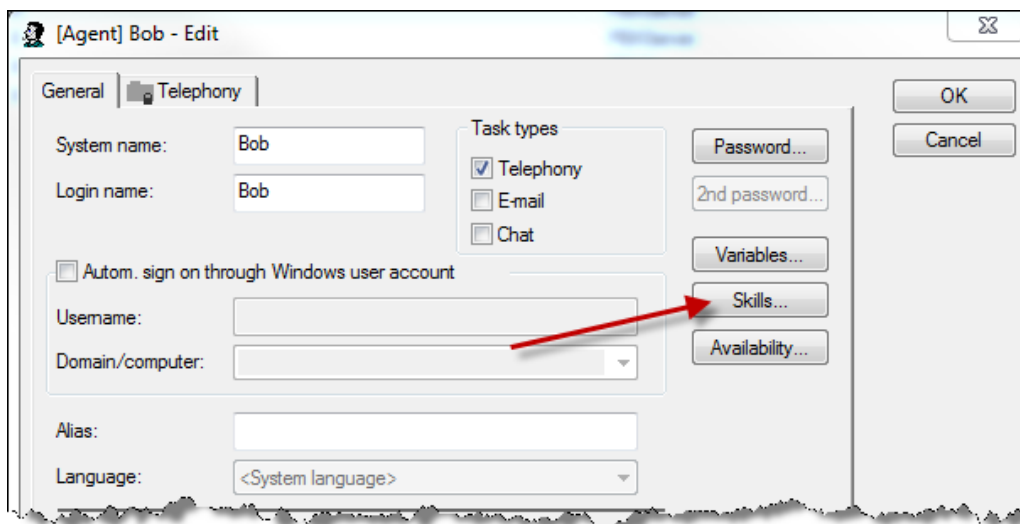 [Agent] Bob - Edit
General
Telephony
OK
Cancel
System name:
Bob
Login name:
Bob
Task types
Telephony
E-mail
Chat
Password...
2nd password...
Variables...
Skills...
Availability...
Autom. sign on through Windows user account
Username:
Domain/computer:
Alias:
Language:
<System language>